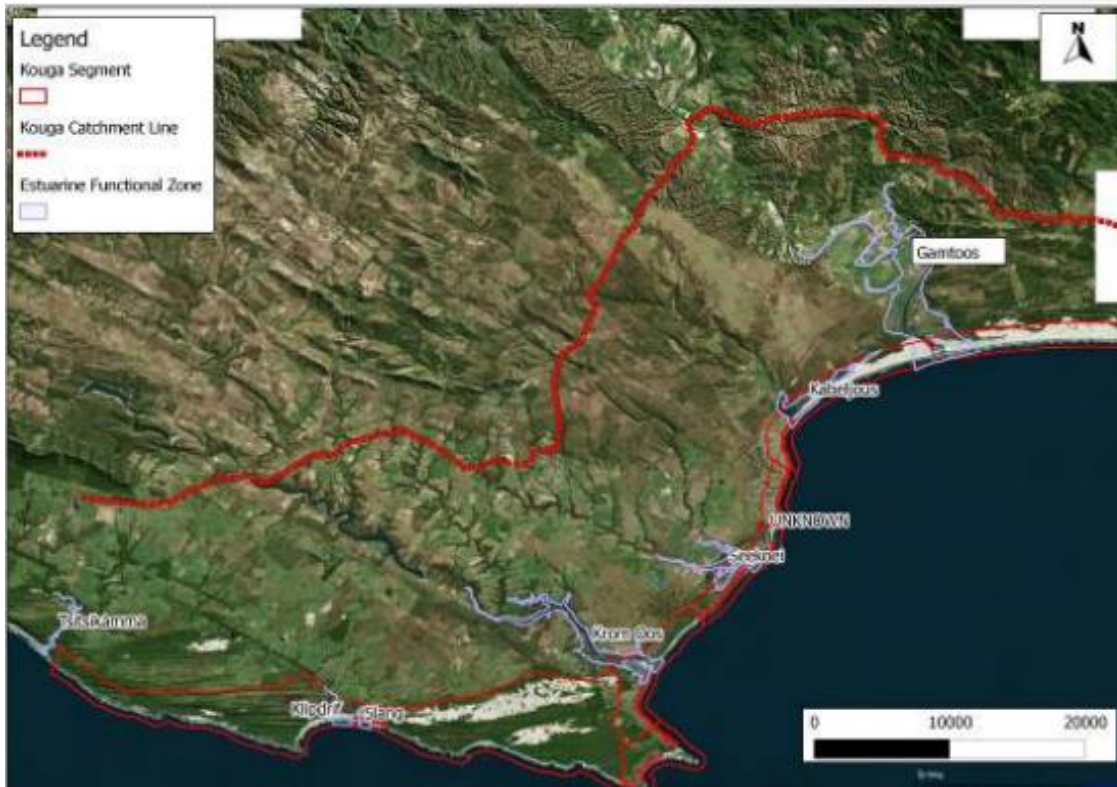 Legend
N
Kouga Segment
Kouga Catchment Line
Estuarine Functional Zone
Gamtoos
Kabeljous
UNKNOWN
Seekoei
Tsitsikamma
Krom Oos
Klipdrif
Slang
0 10000 20000